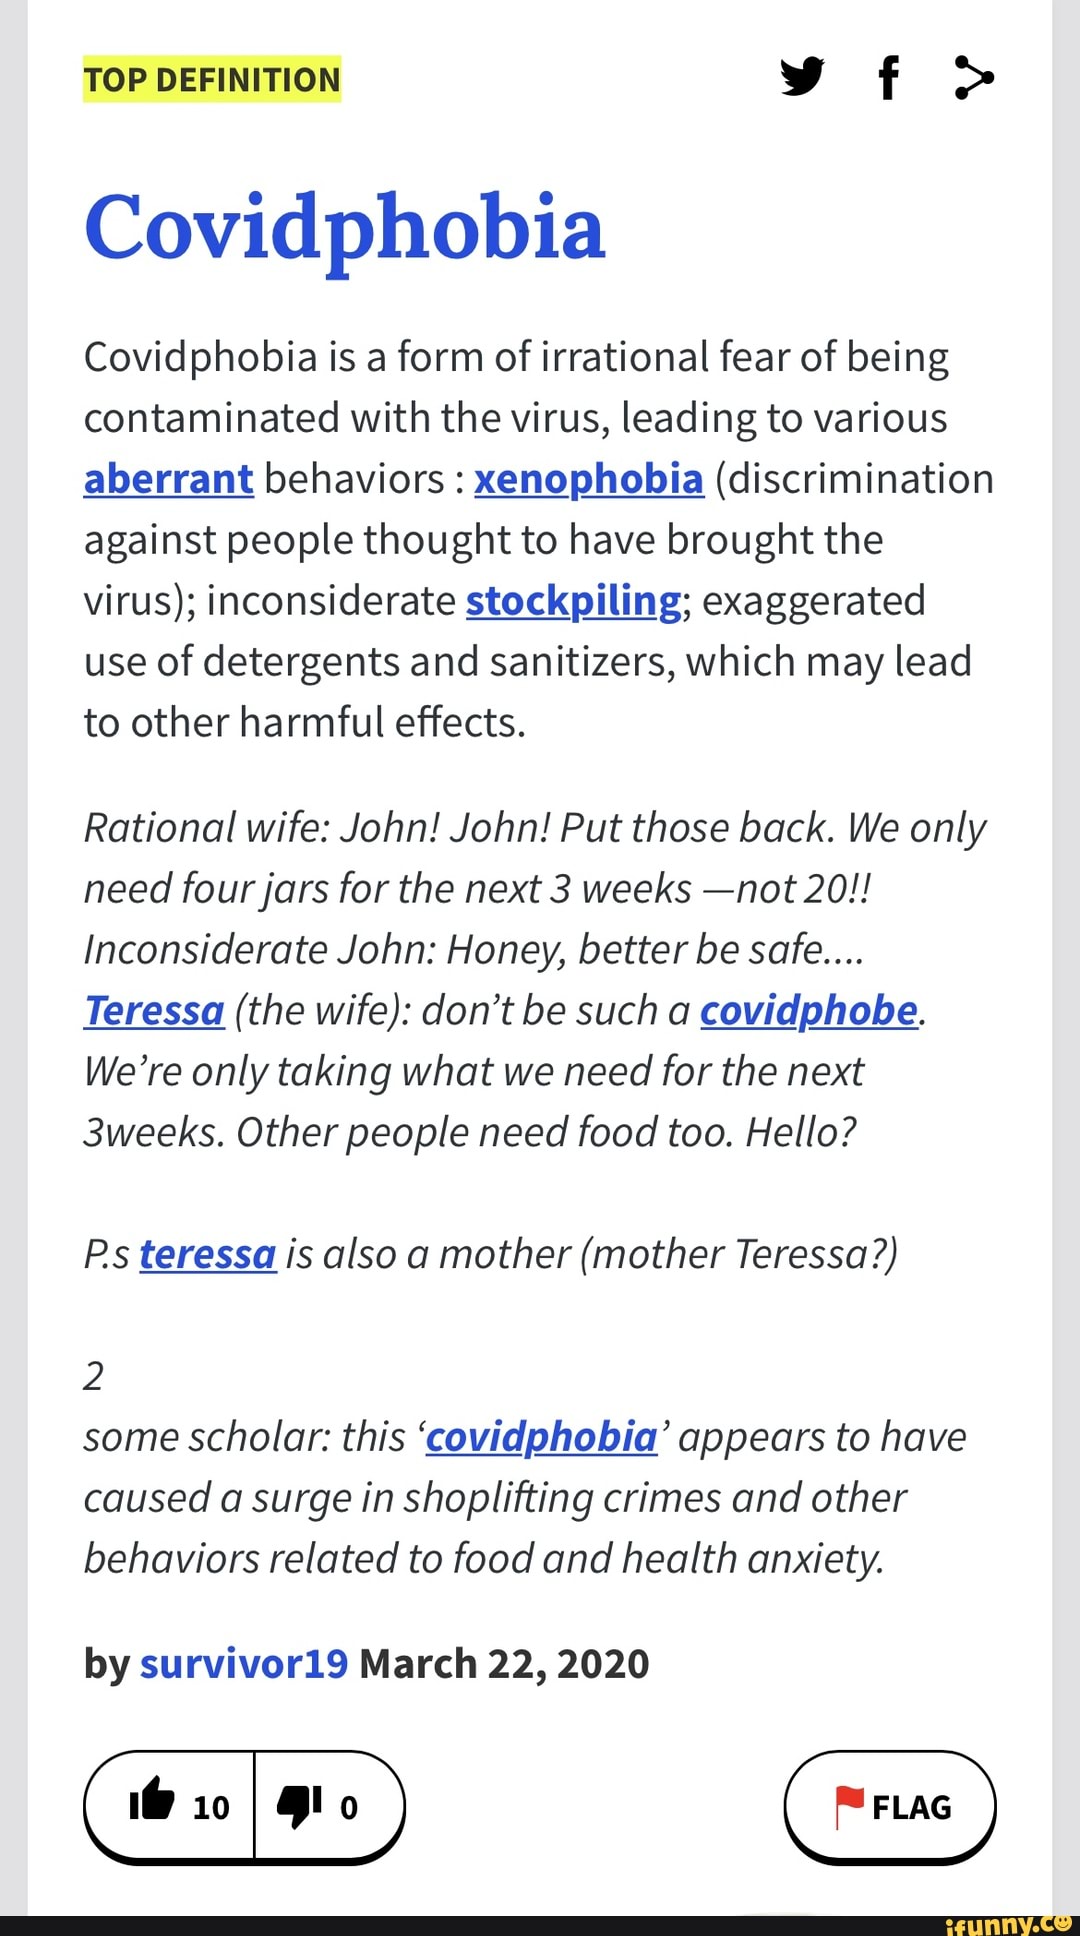 TOP DEFINITION
Covidphobia
Covidphobia is a form of irrational fear of being
contaminated with the virus, leading to various
aberrant behaviors : xenophobia (discrimination
against people thought to have brought the
virus); inconsiderate stockpiling; exaggerated
use of detergents and sanitizers, which may lead
to other harmful effects.
Rational wife: John! John! Put those back. We only
need four jars for the next 3 weeks —not 20!!
Inconsiderate John: Honey, better be safe....
Teressa (the wife): don’t be such a covidphobe.
We’re only taking what we need for the next
3weeks. Other people need food too. Hello?
P.s teressa is also a mother (mother Teressa?)
2
some scholar: this ‘covidphobia’ appears to have
caused a surge in shoplifting crimes and other
behaviors related to food and health anxiety.
by survivor19 March 22, 2020
10 0 FLAG
ifunny.co